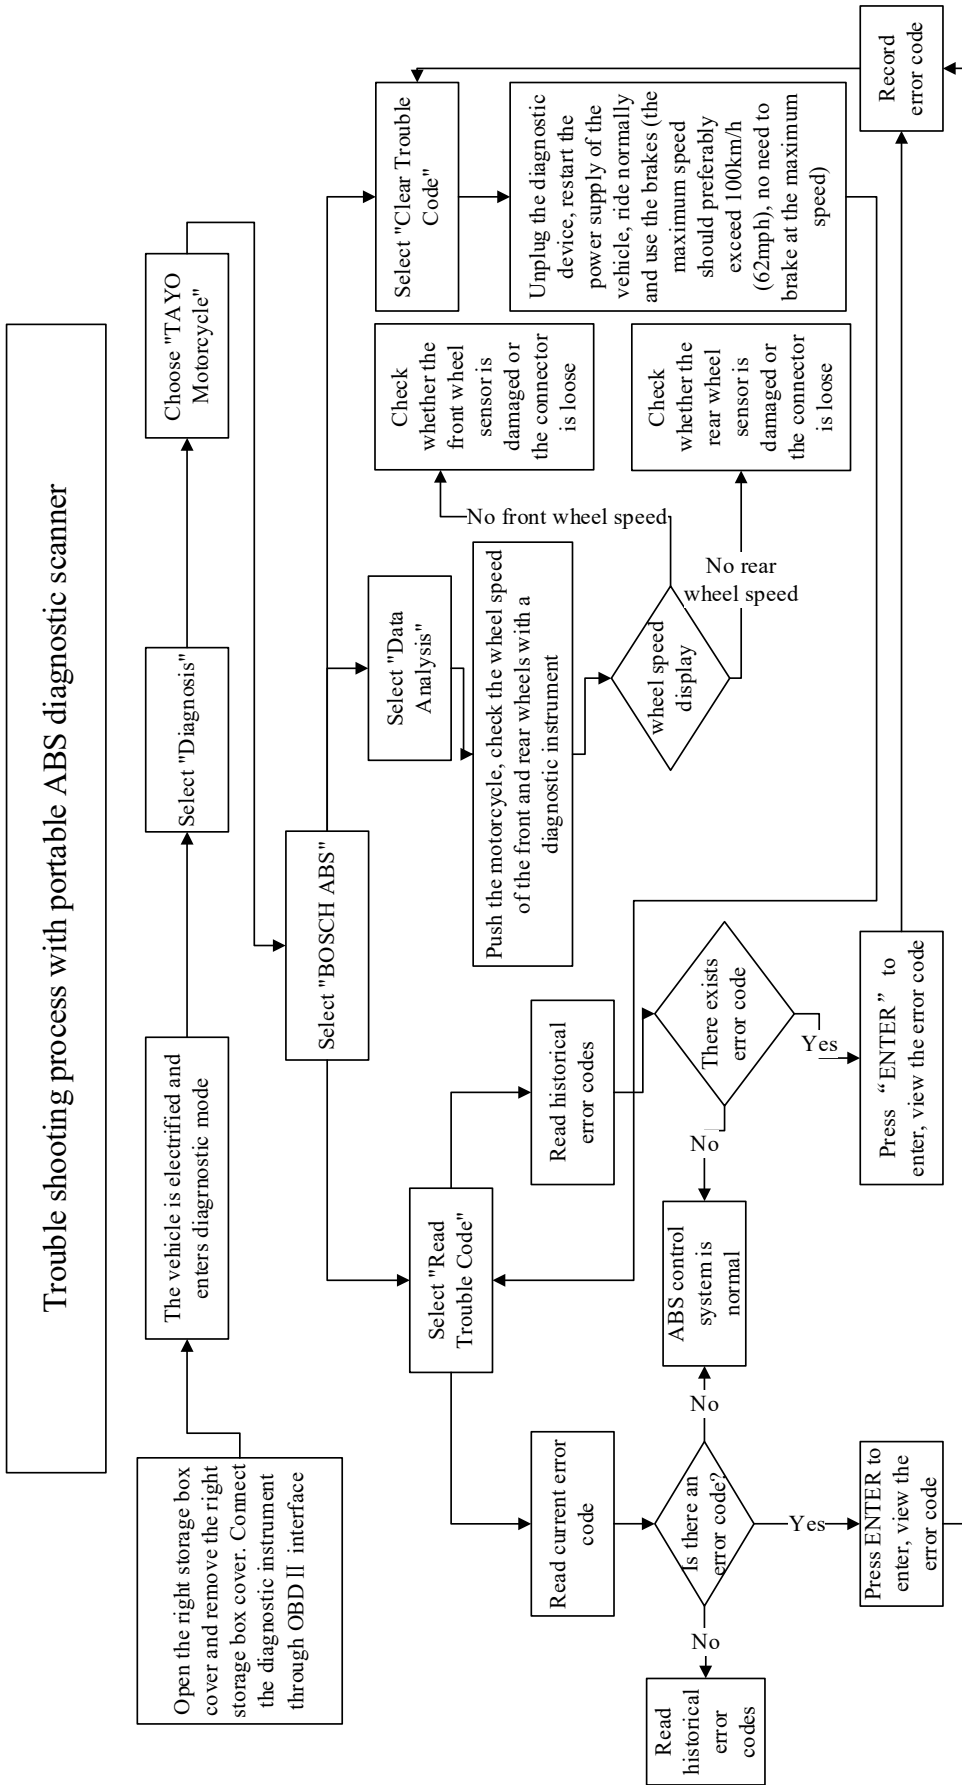 Trouble shooting process with portable ABS diagnostic scanner
Open the right storage box
cover and remove the right
storage box cover. Connect
the diagnostic instrument
through OBD II interface
The vehicle is electrified and
enters diagnostic mode
Select "Diagnosis"
Choose "TAYO
Motorcycle"
Select "BOSCH ABS"
Select "Read
Trouble Code"
Select "Data
Analysis"
Select "Clear Trouble
Code"
Read current error
code
Read historical
error codes
Push the motorcycle, check the wheel speed
of the front and rear wheels with a
diagnostic instrument
No front wheel speed
Check
whether the
front wheel
sensor is
damaged or
the connector
is loose
Unplug the diagnostic
device, restart the
power supply of the
vehicle, ride normally
and use the brakes (the
maximum speed
should preferably
exceed 100km/h
(62mph), no need to
brake at the maximum
speed)
Read
historical
error
codes
No
Is there an
error code?
No
ABS control
system is
normal
No
There exists
error code
wheel speed
display
No rear
wheel speed
Check
whether the
rear wheel
sensor is
damaged or
the connector
is loose
Yes
Yes
Press ENTER to
enter, view the
error code
Press “ENTER” to
enter, view the error code
Record
error code